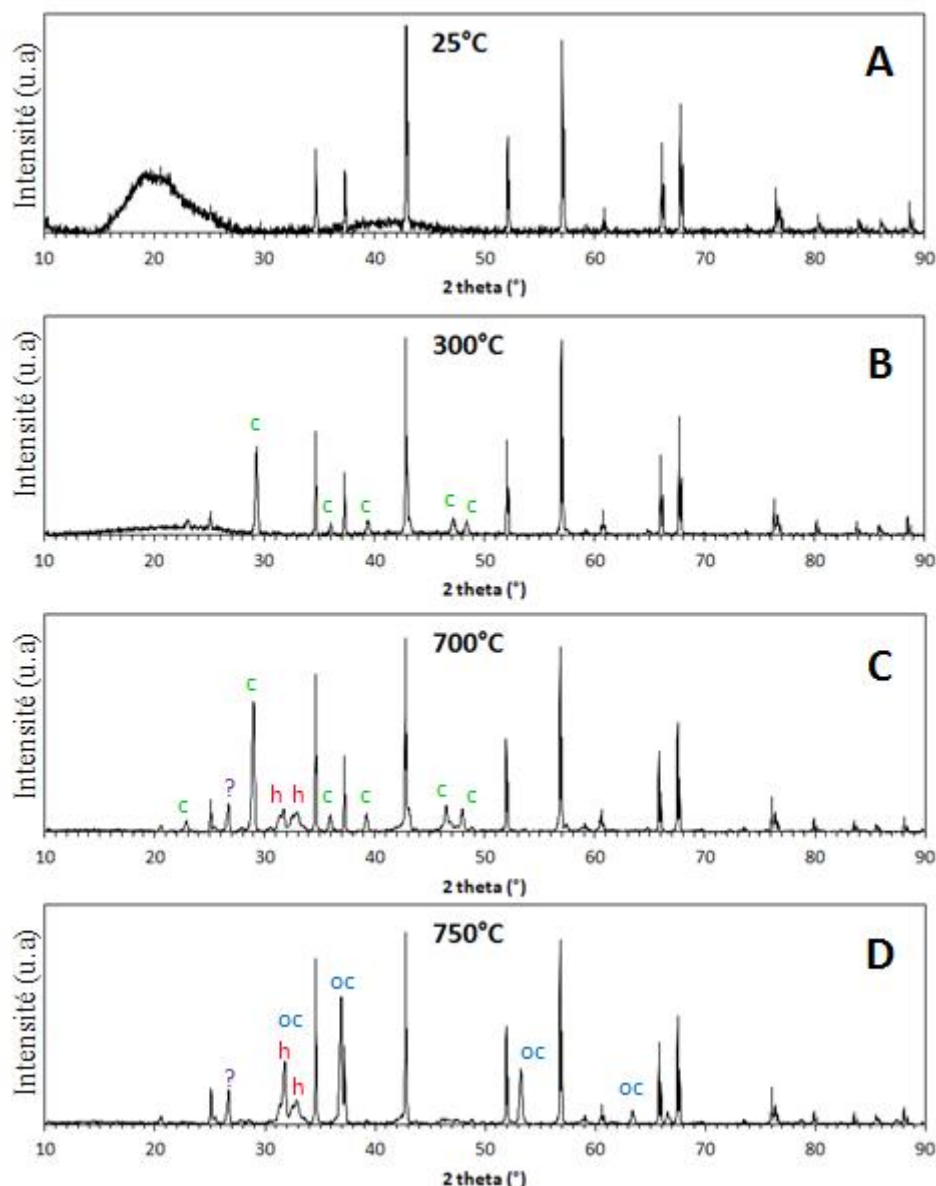 25°C
A
Intensité (u.a)
10 20 30 40 50 60 70 80 90
2 theta (°)
300°C
B
Intensité (u.a)
c
c c c c
10 20 30 40 50 60 70 80 90
2 theta (°)
700°C
C
Intensité (u.a)
c
? h h
c c c c c
10 20 30 40 50 60 70 80 90
2 theta (°)
750°C
D
Intensité (u.a)
oc
oc
h oc
? h oc
10 20 30 40 50 60 70 80 90
2 theta (°)